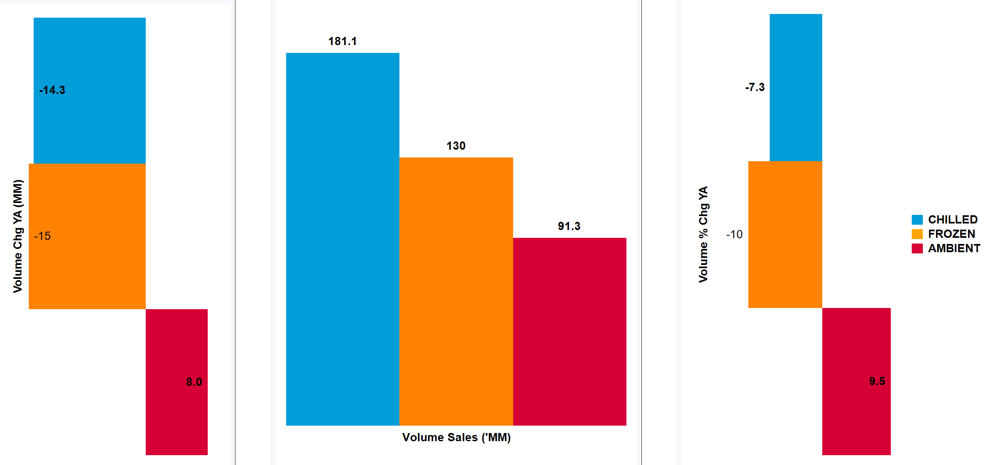 -14.3
-15
8.0
Volume Chg YA (MM)
181.1
130
91.3
Volume Sales ('MM)
-7.3
-10
9.5
Volume % Chg YA
CHILLED
FROZEN
AMBIENT